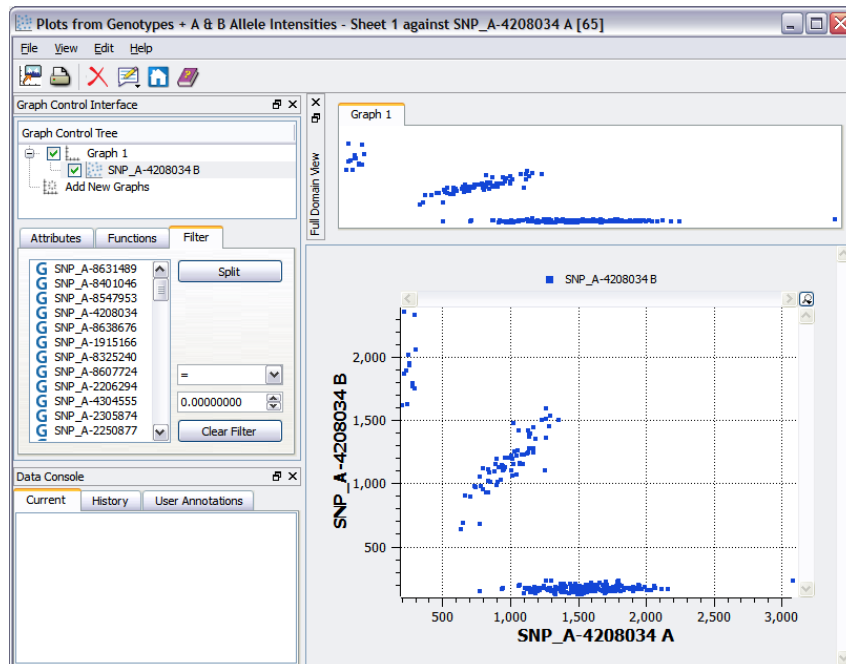 Plots from Genotypes + A & B Allele Intensities - Sheet 1 against SNP_A-4208034 A [65]
File View Edit Help
Graph Control Interface
Graph Control Tree
Graph 1
SNP_A-4208034 B
Add New Graphs
Attributes Functions Filter
G SNP_A-8631489
G SNP_A-8401046
G SNP_A-8547953
G SNP_A-4208034
G SNP_A-8638676
G SNP_A-1915166
G SNP_A-8325240
G SNP_A-8607724
G SNP_A-2206294
G SNP_A-4304555
G SNP_A-2305874
G SNP_A-2250877
Split
=
0.00000000
Clear Filter
Data Console
Current History User Annotations
Full Domain View
Graph 1
SNP_A-4208034 B
SNP_A-4208034 B
2,000
1,500
1,000
500
500 1,000 1,500 2,000 2,500 3,000
SNP_A-4208034 A